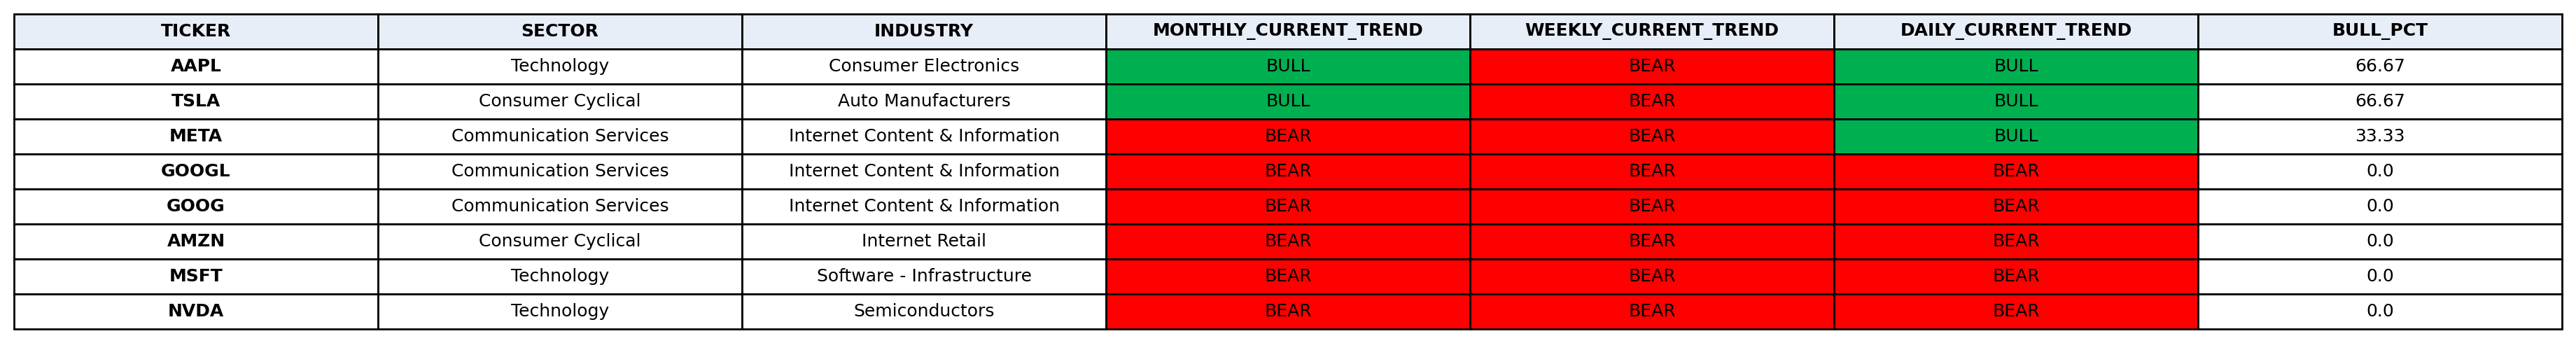 TICKER SECTOR INDUSTRY MONTHLY_CURRENT_TREND WEEKLY_CURRENT_TREND DAILY_CURRENT_TREND BULL_PCT
AAPL Technology Consumer Electronics BULL BEAR BULL 66.67
TSLA Consumer Cyclical Auto Manufacturers BULL BEAR BULL 66.67
META Communication Services Internet Content & Information BEAR BEAR BULL 33.33
GOOGL Communication Services Internet Content & Information BEAR BEAR BEAR 0.0
GOOG Communication Services Internet Content & Information BEAR BEAR BEAR 0.0
AMZN Consumer Cyclical Internet Retail BEAR BEAR BEAR 0.0
MSFT Technology Software - Infrastructure BEAR BEAR BEAR 0.0
NVDA Technology Semiconductors BEAR BEAR BEAR 0.0